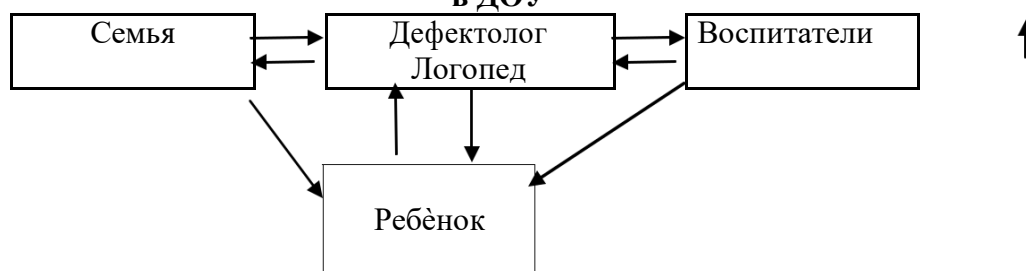 в ДОУ
Семья
Дефектолог
Логопед
Воспитатели
Ребѐнок